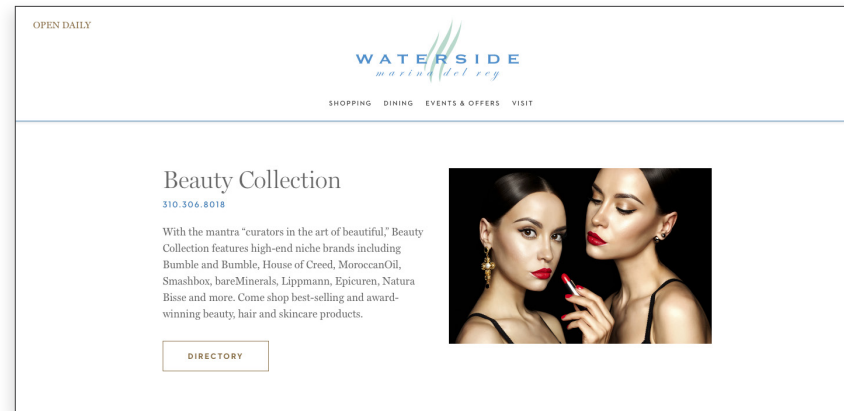 OPEN DAILY
WATERSIDE
marina del rey
SHOPPING DINING EVENTS & OFFERS VISIT
Beauty Collection
310.306.8018
With the mantra “curators in the art of beautiful,” Beauty
Collection features high-end niche brands including
Bumble and Bumble, House of Creed, MoroccanOil,
Smashbox, bareMinerals, Lippmann, Epicuren, Natura
Bisse and more. Come shop best-selling and award-
winning beauty, hair and skincare products.
DIRECTORY